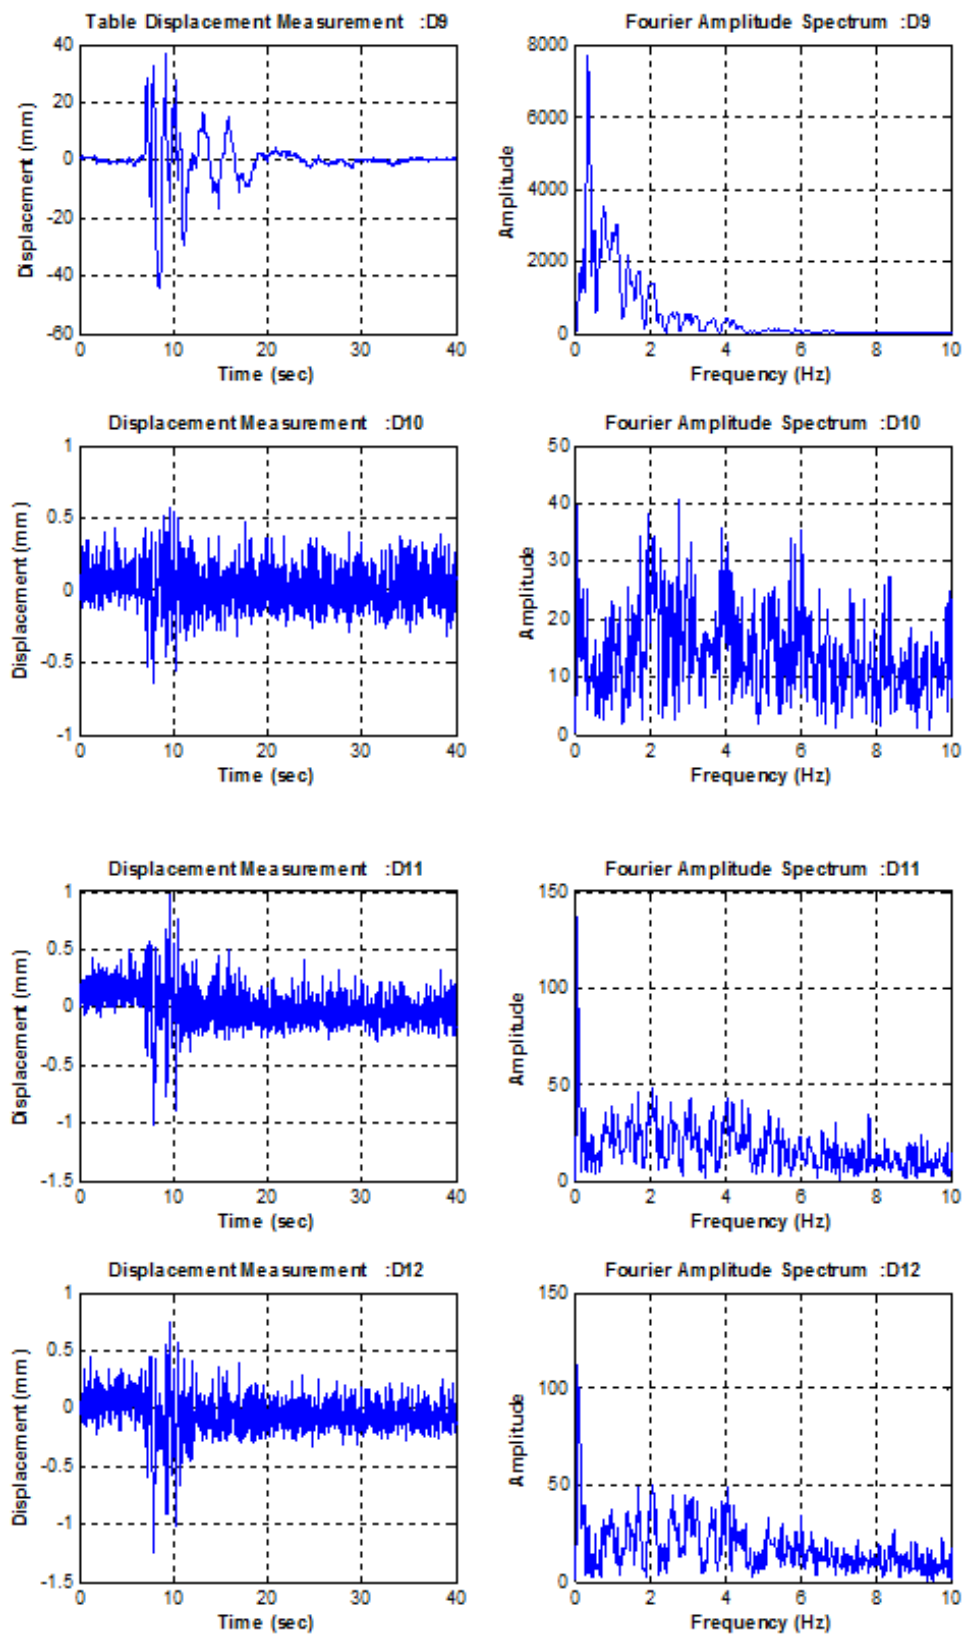 Table Displacement Measurement :D9
Fourier Amplitude Spectrum :D9
Displacement (mm)
40
20
0
-20
-40
-60
0 10 20 30 40
Time (sec)
Amplitude
8000
6000
4000
2000
0
0 2 4 6 8 10
Frequency (Hz)
Displacement Measurement :D10
Fourier Amplitude Spectrum :D10
Displacement (mm)
1
0.5
0
-0.5
-1
0 10 20 30 40
Time (sec)
Amplitude
50
40
30
20
10
0
0 2 4 6 8 10
Frequency (Hz)
Displacement Measurement :D11
Fourier Amplitude Spectrum :D11
Displacement (mm)
1
0.5
0
-0.5
-1
-1.5
0 10 20 30 40
Time (sec)
Amplitude
150
100
50
0
0 2 4 6 8 10
Frequency (Hz)
Displacement Measurement :D12
Fourier Amplitude Spectrum :D12
Displacement (mm)
1
0.5
0
-0.5
-1
-1.5
0 10 20 30 40
Time (sec)
Amplitude
150
100
50
0
0 2 4 6 8 10
Frequency (Hz)